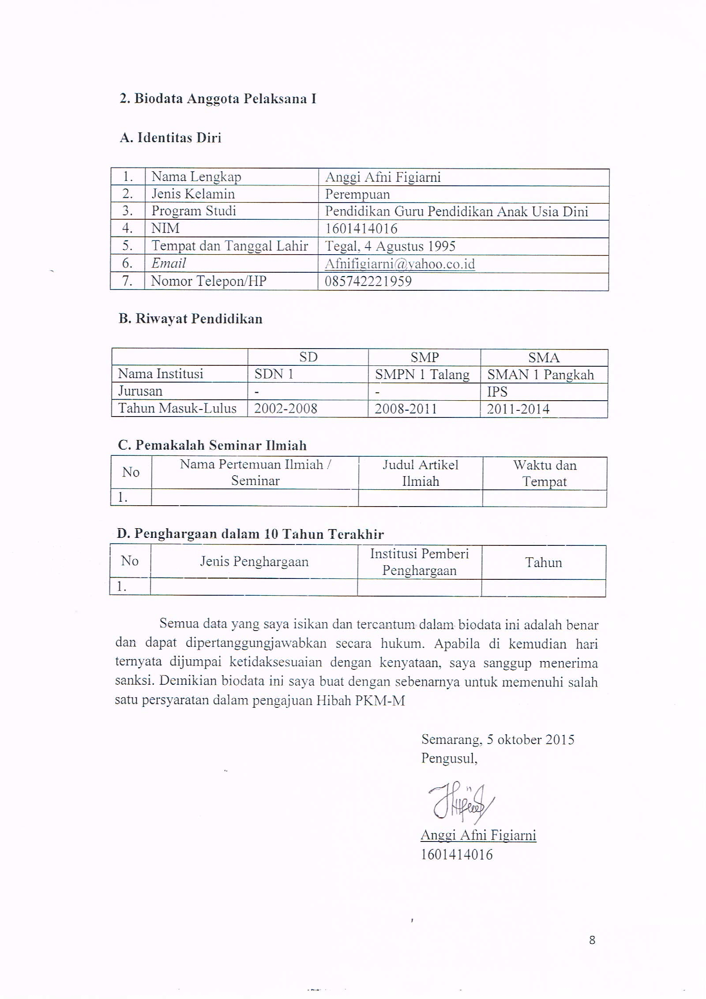 2. Biodata Anggota Pelaksana I
A. Identitas Diri
1. Nama Lengkap Anggi Afni Figiarni
2. Jenis Kelamin Perempuan
3. Program Studi Pendidikan Guru Pendidikan Anak Usia Dini
4. NIM 1601414016
5. Tempat dan Tanggal Lahir Tegal, 4 Agustus 1995
6. Email Afnifigiarni@yahoo.co.id
7. Nomor Telepon/HP 085742221959
B. Riwayat Pendidikan
SD SMP SMA
Nama Institusi SDN 1 SMPN 1 Talang SMAN 1 Pangkah
Jurusan - - IPS
Tahun Masuk-Lulus 2002-2008 2008-2011 2011-2014
C. Pemakalah Seminar Ilmiah
No Nama Pertemuan Ilmiah / Seminar Judul Artikel Ilmiah Waktu dan Tempat
1.
D. Penghargaan dalam 10 Tahun Terakhir
No Jenis Penghargaan Institusi Pemberi Penghargaan Tahun
1.
Semua data yang saya isikan dan tercantum dalam biodata ini adalah benar
dan dapat dipertanggungjawabkan secara hukum. Apabila di kemudian hari
ternyata dijumpai ketidaksesuaian dengan kenyataan, saya sanggup menerima
sanksi. Demikian biodata ini saya buat dengan sebenarnya untuk memenuhi salah
satu persyaratan dalam pengajuan Hibah PKM-M
Semarang, 5 oktober 2015
Pengusul,
Anggi Afni Figiarni
1601414016
8